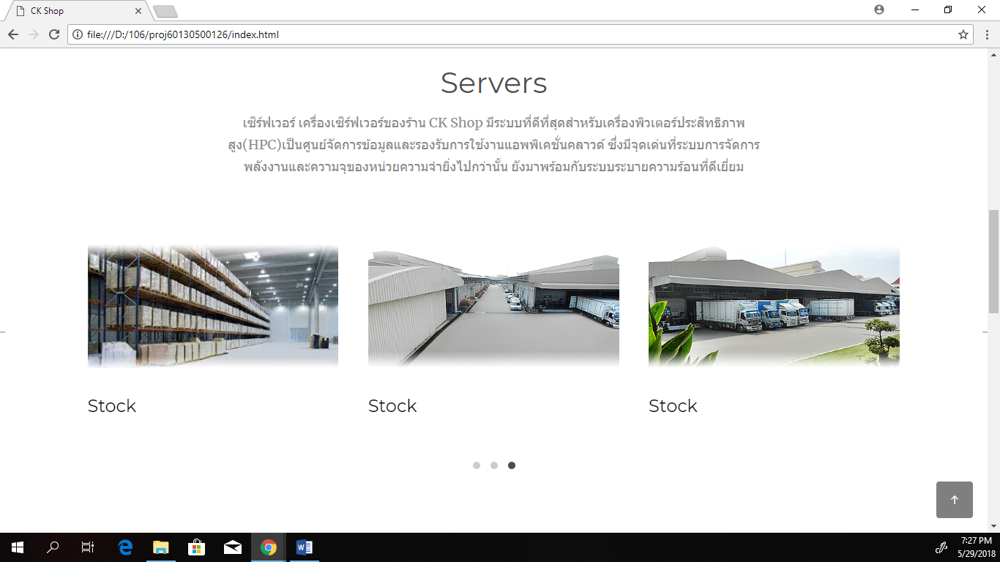 CK Shop
file:///D:/106/proj60130500126/index.html
Servers
เซิร์ฟเวอร์ เครื่องเซิร์ฟเวอร์ของร้าน CK Shop มีระบบที่ดีที่สุดสำหรับเครื่องพิวเตอร์ประสิทธิภาพ
สูง(HPC)เป็นศูนย์จัดการข้อมูลและรองรับการใช้งานแอพพิเคชั่นคลาวด์ ซึ่งมีจุดเด่นที่ระบบการจัดการ
พลังงานและความจุของหน่วยความจำยิ่งไปกว่านั้น ยังมาพร้อมกับระบบระบายความร้อนที่ดีเยี่ยม
Stock
Stock
Stock
7:27 PM
5/29/2018